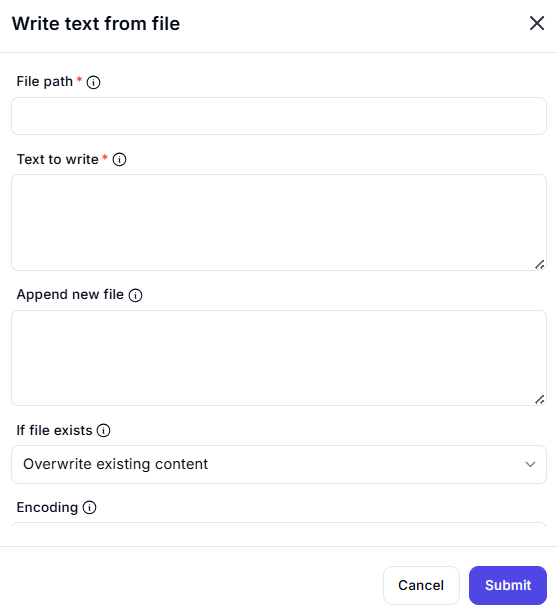 Write text from file
File path *
Text to write *
Append new file
If file exists
Overwrite existing content
Encoding
Cancel Submit